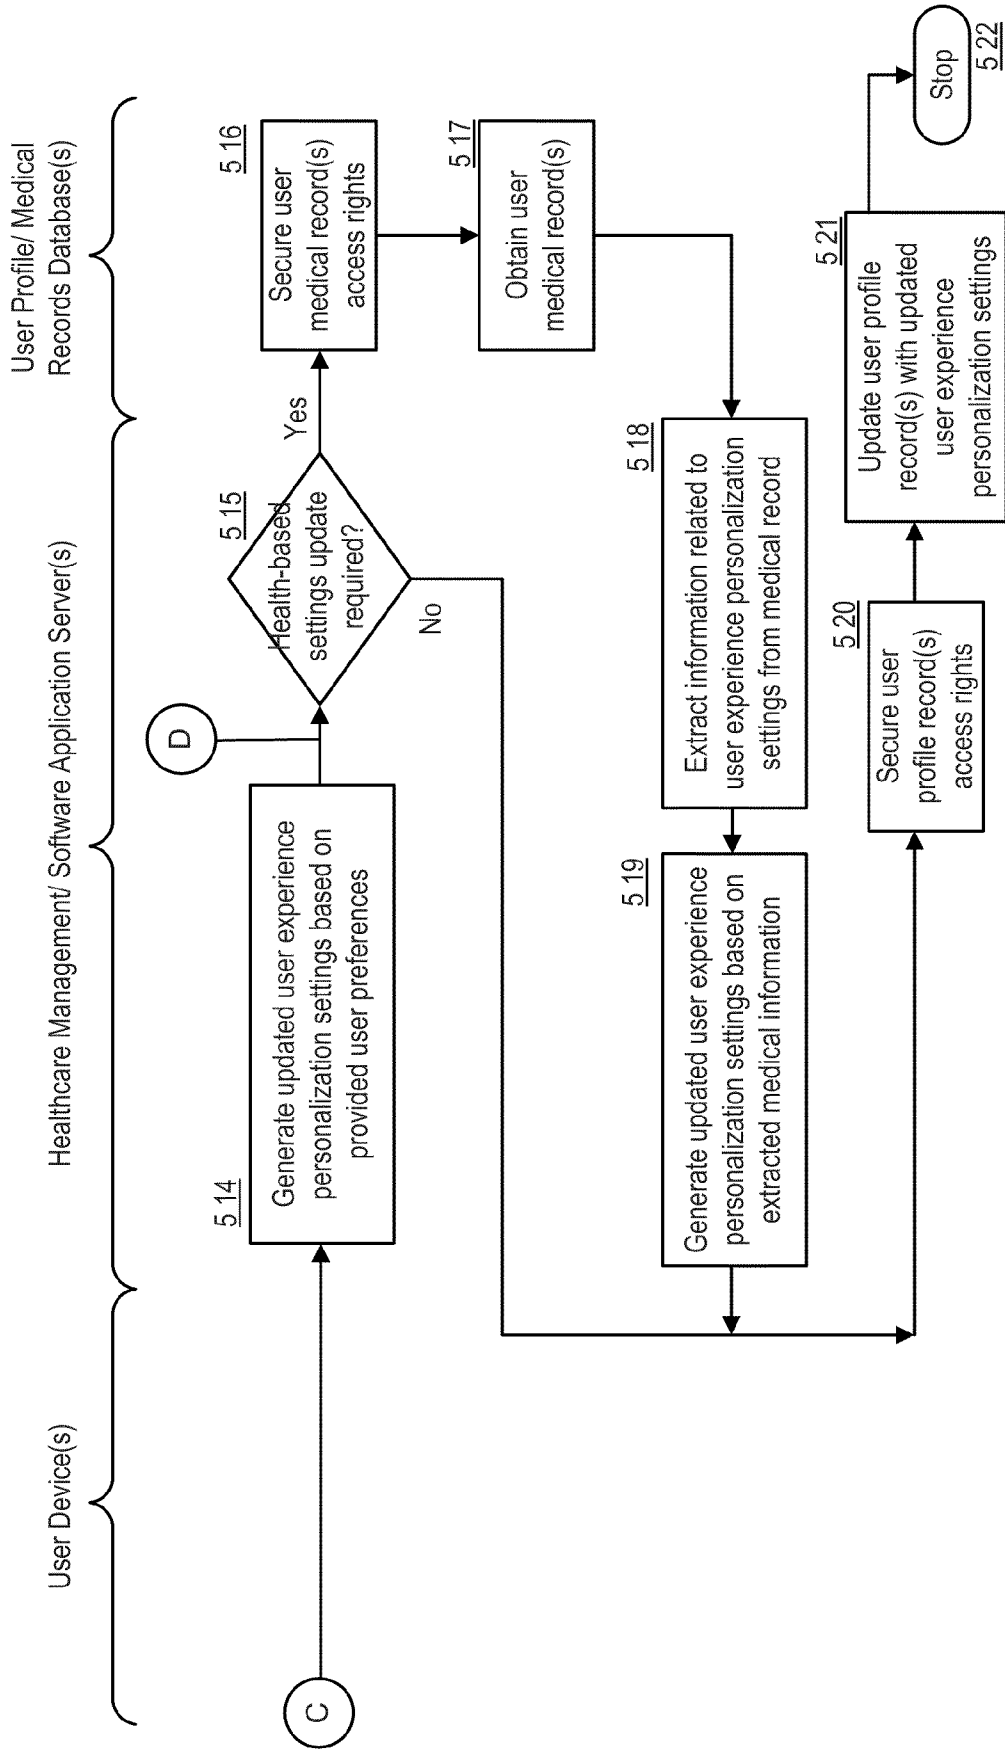 User Device(s)
Healthcare Management/ Software Application Server(s)
User Profile/ Medical
Records Database(s)
C
5 14
Generate updated user experience
personalization settings based on
provided user preferences
D
5 15
Health-based
settings update
required?
Yes
No
5 16
Secure user
medical record(s)
access rights
5 17
Obtain user
medical record(s)
5 18
Extract information related to
user experience personalization
settings from medical record
5 19
Generate updated user experience
personalization settings based on
extracted medical information
5 20
Secure user
profile record(s)
access rights
5 21
Update user profile
record(s) with updated
user experience
personalization settings
Stop
5 22